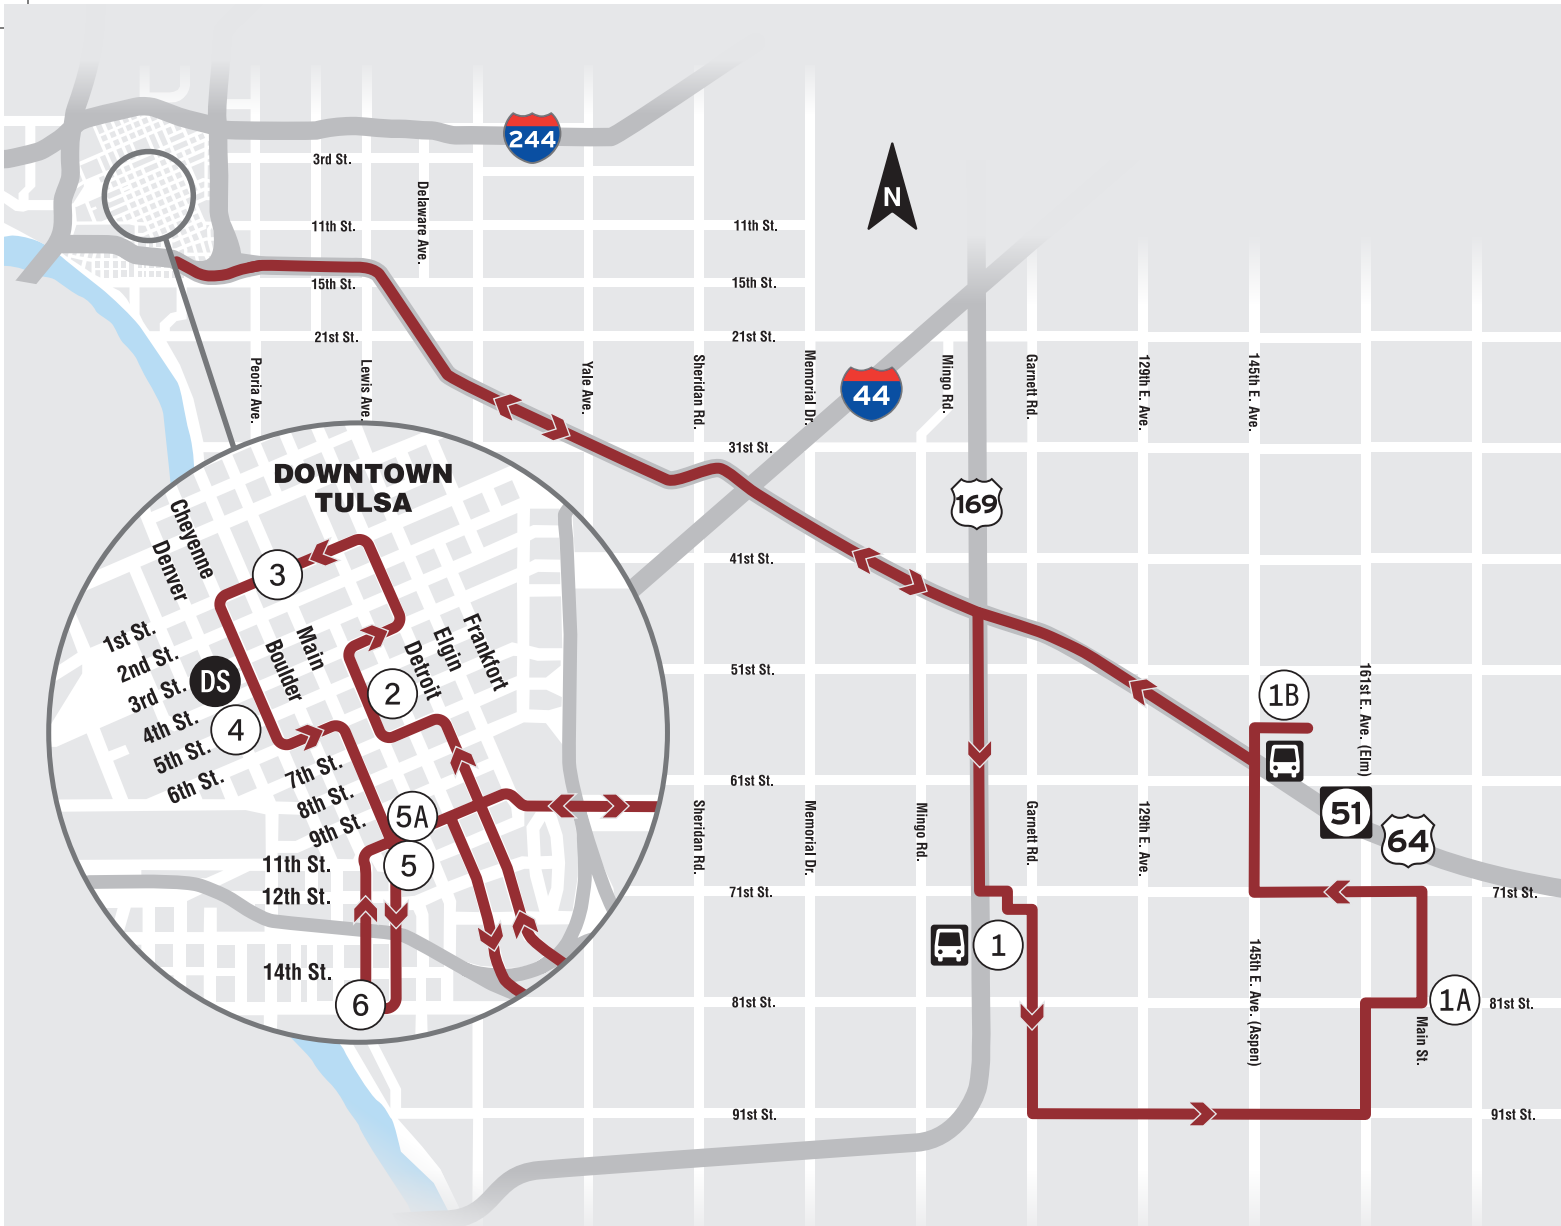 244
3rd St.
Delaware Ave.
N
11th St.
11th St.
15th St.
15th St.
21st St.
21st St.
Peoria Ave.
Lewis Ave.
Yale Ave.
Sheridan Rd.
Memorial Dr.
44
Mingo Rd.
Garnett Rd.
129th E. Ave.
145th E. Ave.
31st St.
DOWNTOWN
TULSA
169
Cheyenne
Denver
3
41st St.
1st St.
2nd St.
3rd St.
4th St.
5th St.
6th St.
DS
4
Main
Boulder
2
Detroit
Elgin
Frankfort
51st St.
1B
161st E. Ave. (Elm)
7th St.
8th St.
9th St.
5A
61st St.
Sheridan Rd.
Memorial Dr.
Mingo Rd.
Garnett Rd.
129th E. Ave.
51
64
5
11th St.
12th St.
71st St.
71st St.
1
145th E. Ave. (Aspen)
14th St.
6
81st St.
1A
81st St.
Main St.
91st St.
91st St.